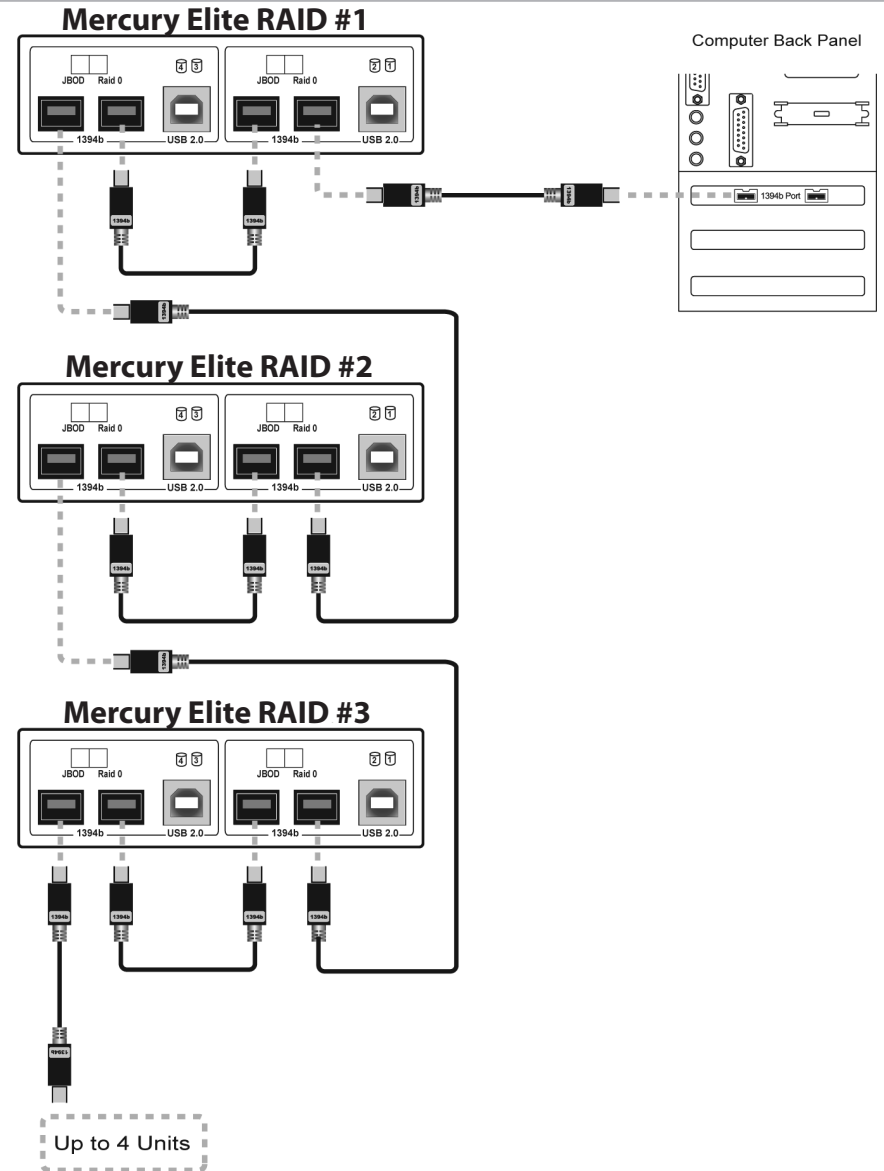 Mercury Elite RAID #1
Computer Back Panel
4 3
2 1
JBOD Raid 0
JBOD Raid 0
1394b
USB 2.0
1394b
USB 2.0
1394b
1394b
1394b Port
1394b
1394b
1394b
Mercury Elite RAID #2
4 3
2 1
JBOD Raid 0
JBOD Raid 0
1394b
USB 2.0
1394b
USB 2.0
1394b
1394b
1394b
1394b
Mercury Elite RAID #3
4 3
2 1
JBOD Raid 0
JBOD Raid 0
1394b
USB 2.0
1394b
USB 2.0
1394b
1394b
1394b
1394b
1394b
Up to 4 Units